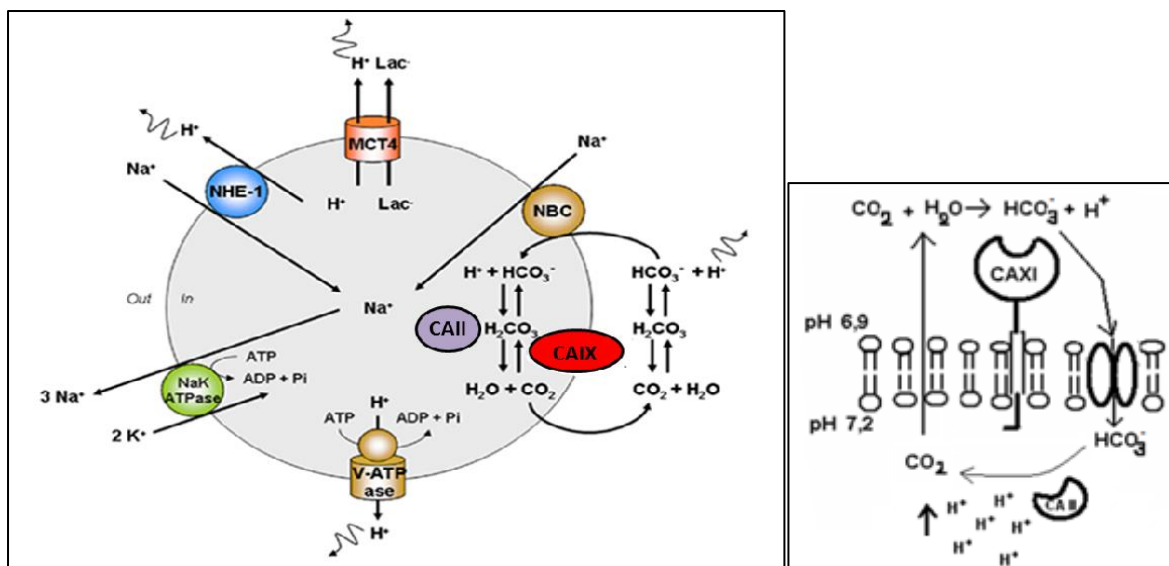 H⁺ Lac⁻
H⁺
MCT4
Na⁺
Na⁺
NHE-1
NBC
H⁺ Lac⁻
H⁺ + HCO₃⁻
HCO₃⁻ + H⁺
Out In
Na⁺
CAII
H₂CO₃
H₂CO₃
CAIX
ATP
ADP + Pi
NaK
ATPase
3 Na⁺
H₂O + CO₂
CO₂ + H₂O
2 K⁺
H⁺
ATP
ADP + Pi
V-ATP
ase
H⁺
CO₂ + H₂O → HCO₃⁻ + H⁺
CAXI
pH 6,9
pH 7,2
HCO₃⁻
CO₂
CA II
H⁺ H⁺
H⁺ H⁺
H⁺ H⁺